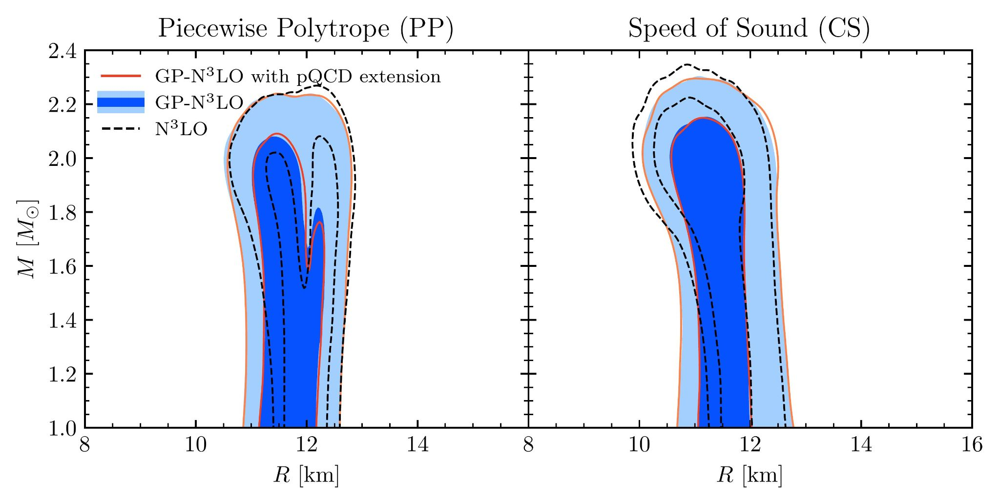 Piecewise Polytrope (PP)
Speed of Sound (CS)
GP-N³LO with pQCD extension
GP-N³LO
N³LO
M [M⊙]
2.4
2.2
2.0
1.8
1.6
1.4
1.2
1.0
8 10 12 14 8 10 12 14 16
R [km] R [km]